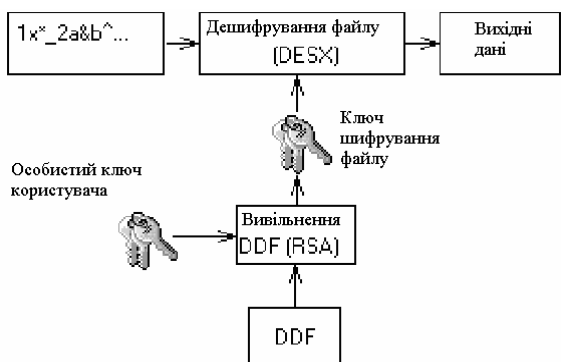 1x*_2a&b^...
Дешифрування файлу
(DESX)
Вихідні
дані
Ключ
шифрування
файлу
Особистий ключ
користувача
Вивільнення
DDF (RSA)
DDF